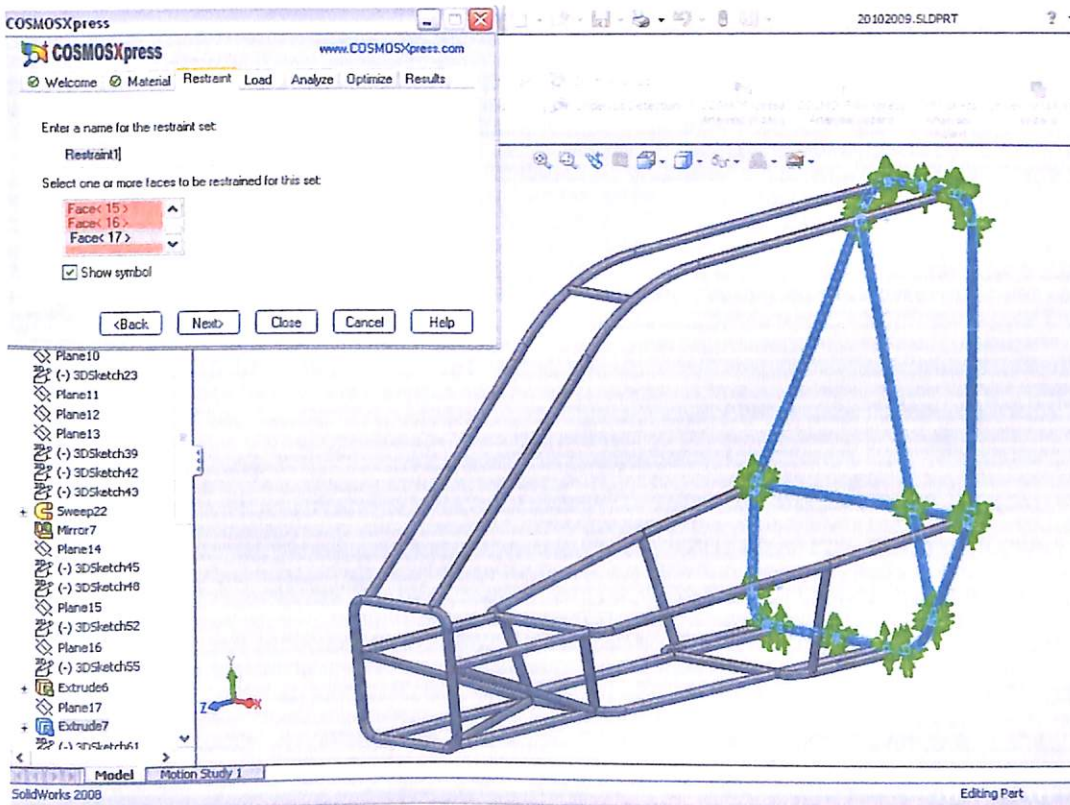 COSMOSXpress
20102009.SLDPRT ?
COSMOSXpress www.COSMOSXpress.com
Welcome Material Restraint Load Analyze Optimize Results
Enter a name for the restraint set:
Restraint1
Select one or more faces to be restrained for this set:
Face< 15 >
Face< 16 >
Face< 17 >
Show symbol
<Back Next> Close Cancel Help
Plane10
(-) 3DSketch23
Plane11
Plane12
Plane13
(-) 3DSketch39
(-) 3DSketch42
(-) 3DSketch43
Sweep22
Mirror7
Plane14
(-) 3DSketch45
(-) 3DSketch48
Plane15
(-) 3DSketch52
Plane16
(-) 3DSketch55
Extrude6
Plane17
Extrude7
(-) 3DSketch61
Y
Z X
Model Motion Study 1
SolidWorks 2008 Editing Part